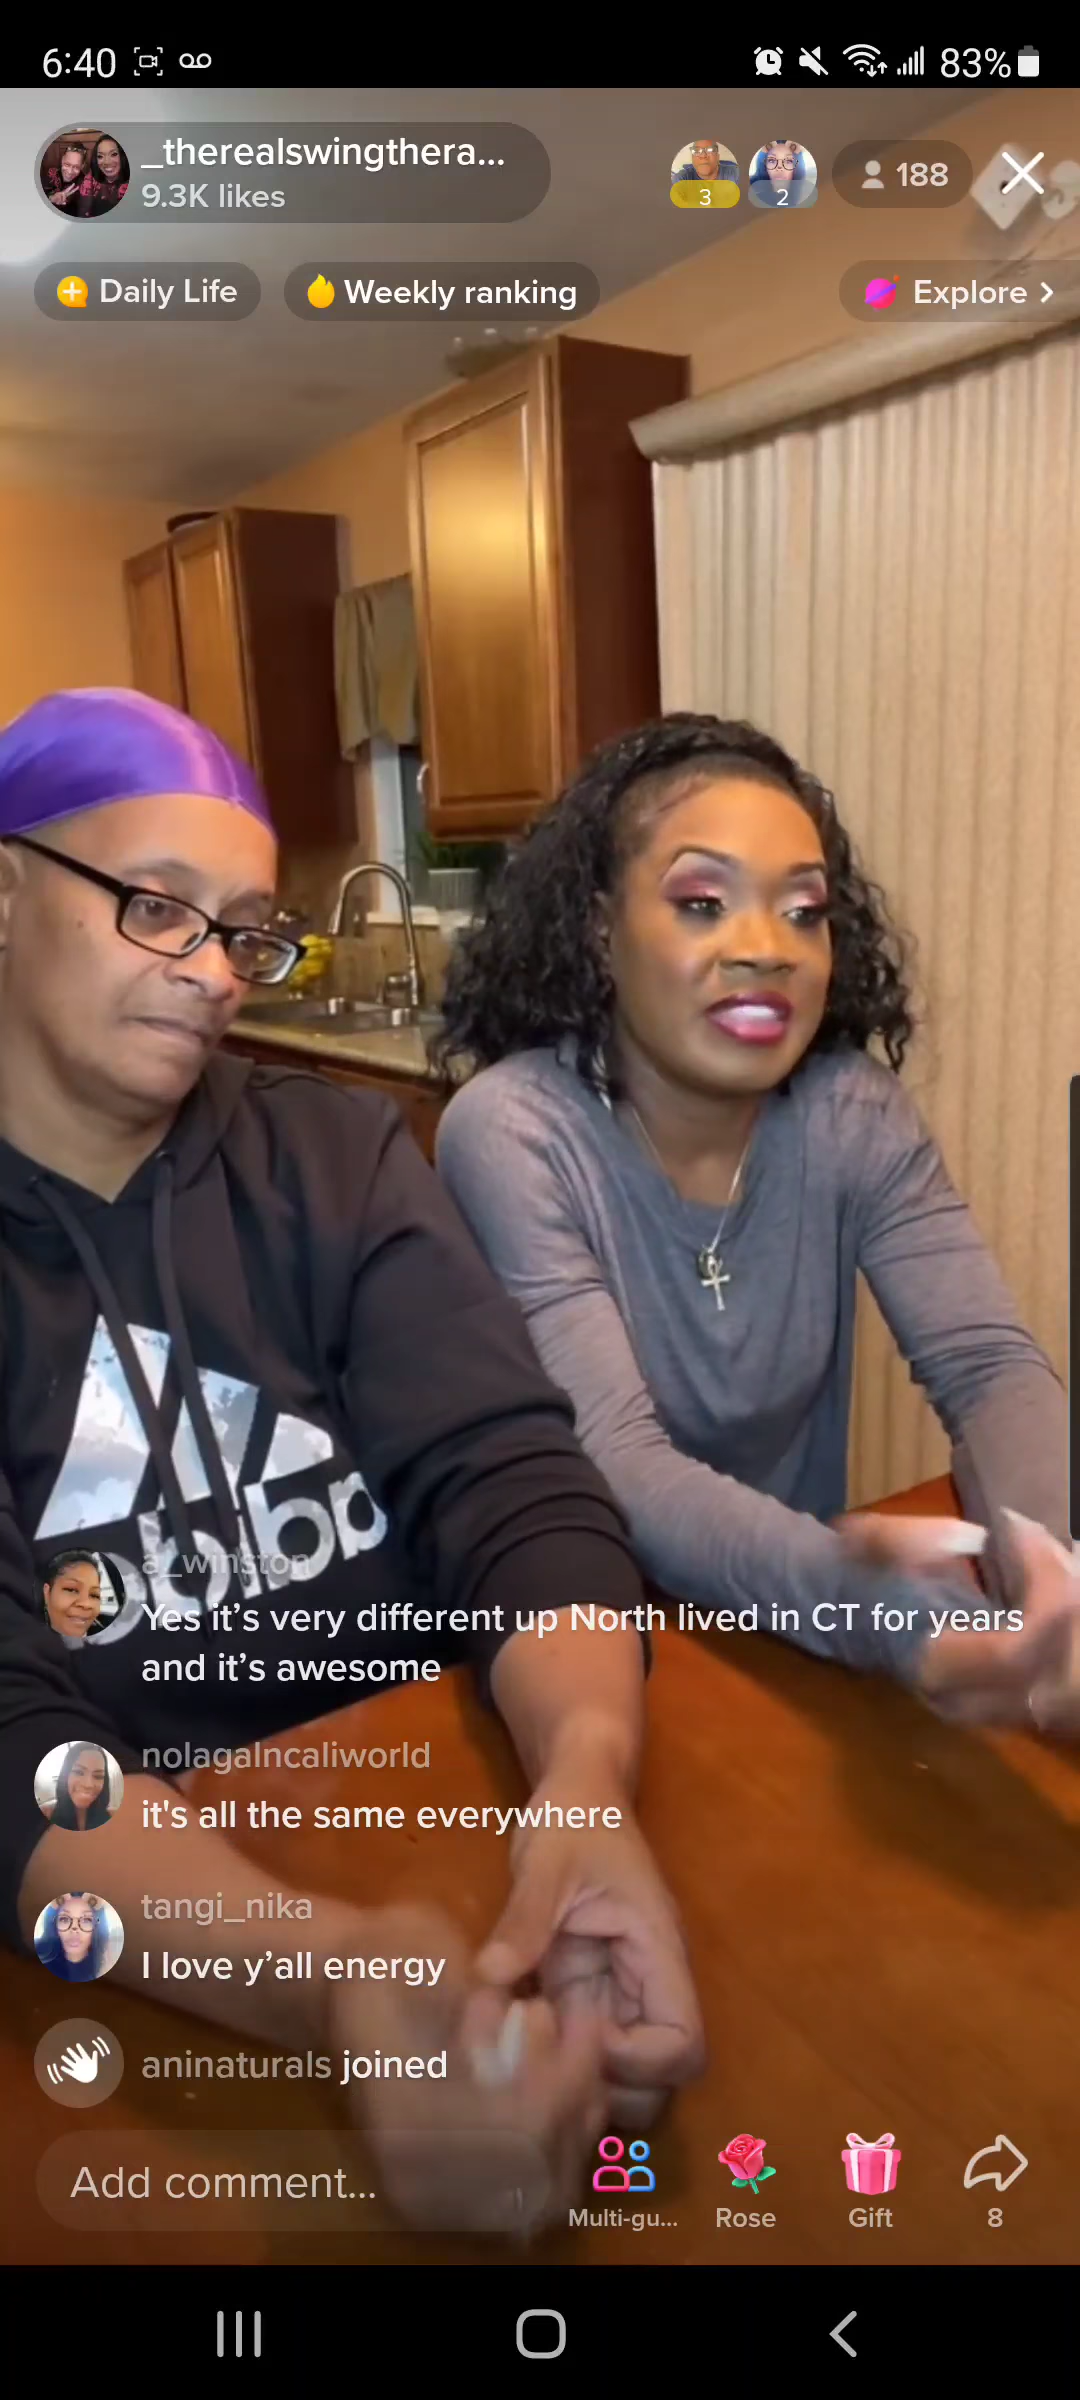 6:40
83%
_therealswingthera...
9.3K likes
3
2
188
Daily Life
Weekly ranking
Explore >
a_winston
Yes it's very different up North lived in CT for years
and it's awesome
nolagalncaliworld
it's all the same everywhere
tangi_nika
I love y'all energy
aninaturals joined
Add comment...
Multi-gu...
Rose
Gift
8